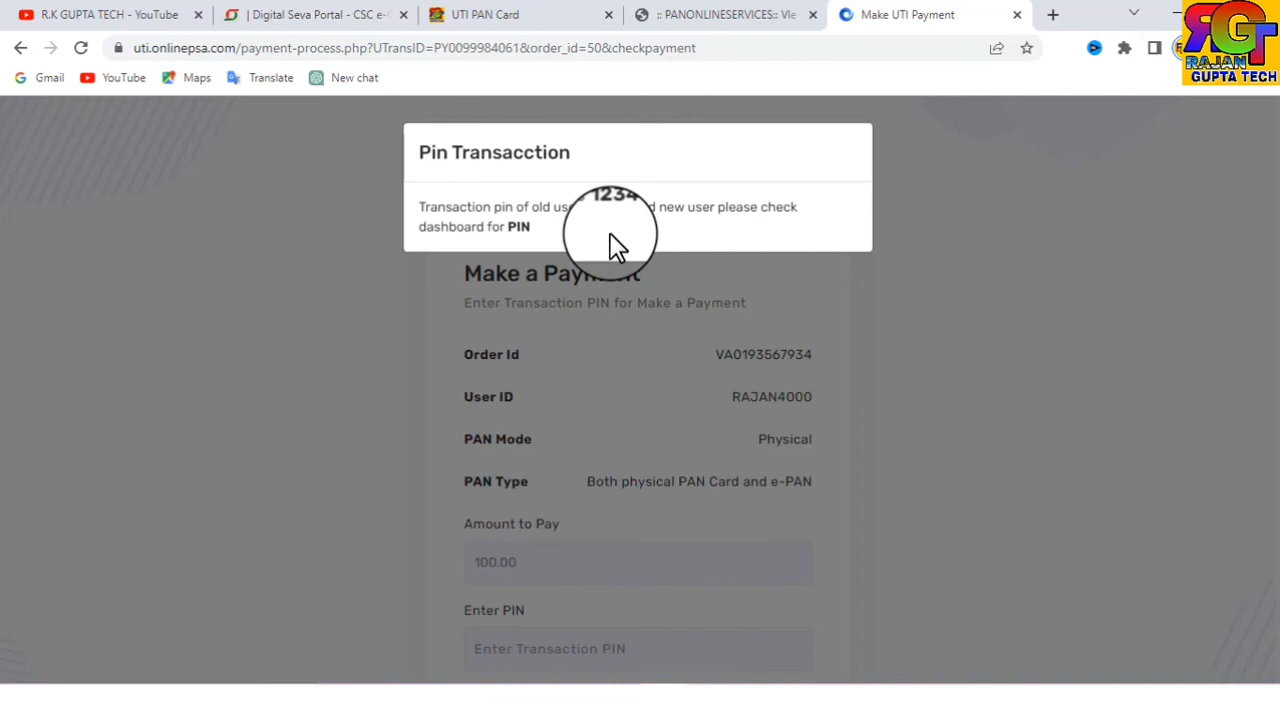 R.K GUPTA TECH - YouTube
| Digital Seva Portal - CSC e-G
UTI PAN Card
:: PANONLINESERVICES:: Vie
Make UTI Payment
uti.onlinepsa.com/payment-process.php?UTransID=PY0099984061&order_id=50&checkpayment
Gmail YouTube Maps Translate New chat
RGT
RAJAN
GUPTA TECH
Pin Transacction
Transaction pin of old 1234 new user please check
dashboard for PIN
Make a Payment
Enter Transaction PIN for Make a Payment
Order Id VA0193567934
User ID RAJAN4000
PAN Mode Physical
PAN Type Both physical PAN Card and e-PAN
Amount to Pay
100.00
Enter PIN
Enter Transaction PIN